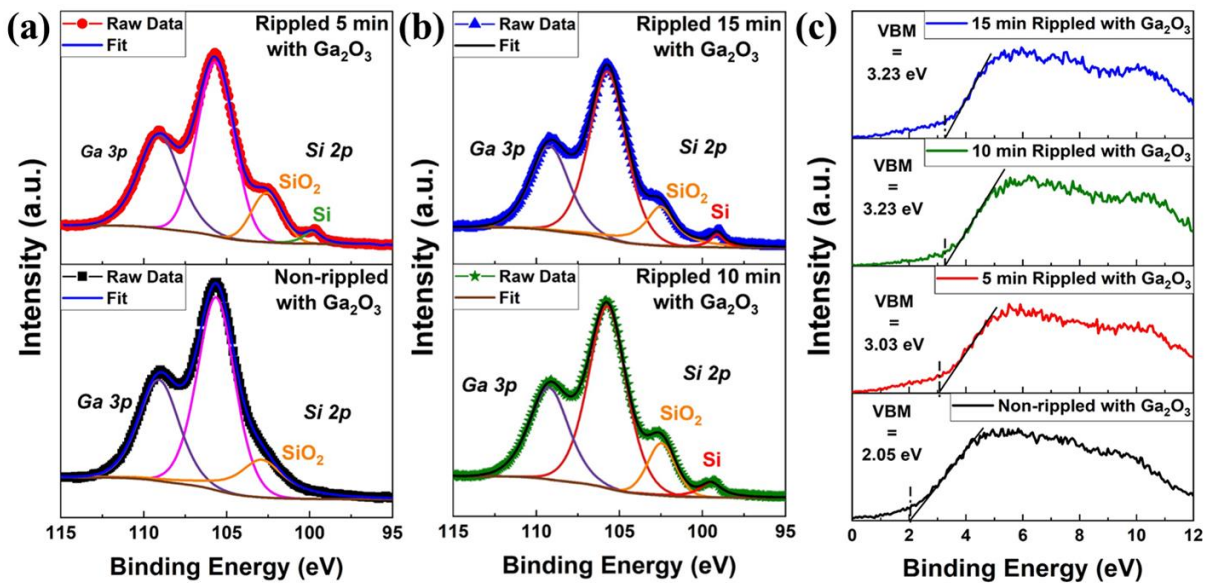 (a)
Raw Data
Fit
Rippled 5 min
with Ga₂O₃
Ga 3p
Si 2p
SiO₂
Si
Raw Data
Fit
Non-rippled
with Ga₂O₃
Ga 3p
Si 2p
SiO₂
Intensity (a.u.)
115 110 105 100 95
Binding Energy (eV)
(b)
Raw Data
Fit
Rippled 15 min
with Ga₂O₃
Ga 3p
Si 2p
SiO₂
Si
Raw Data
Fit
Rippled 10 min
with Ga₂O₃
Ga 3p
Si 2p
SiO₂
Si
Intensity (a.u.)
115 110 105 100 95
Binding Energy (eV)
(c)
VBM
=
3.23 eV
15 min Rippled with Ga₂O₃
VBM
=
3.23 eV
10 min Rippled with Ga₂O₃
VBM
=
3.03 eV
5 min Rippled with Ga₂O₃
VBM
=
2.05 eV
Non-rippled with Ga₂O₃
Intensity (a.u.)
0 2 4 6 8 10 12
Binding Energy (eV)